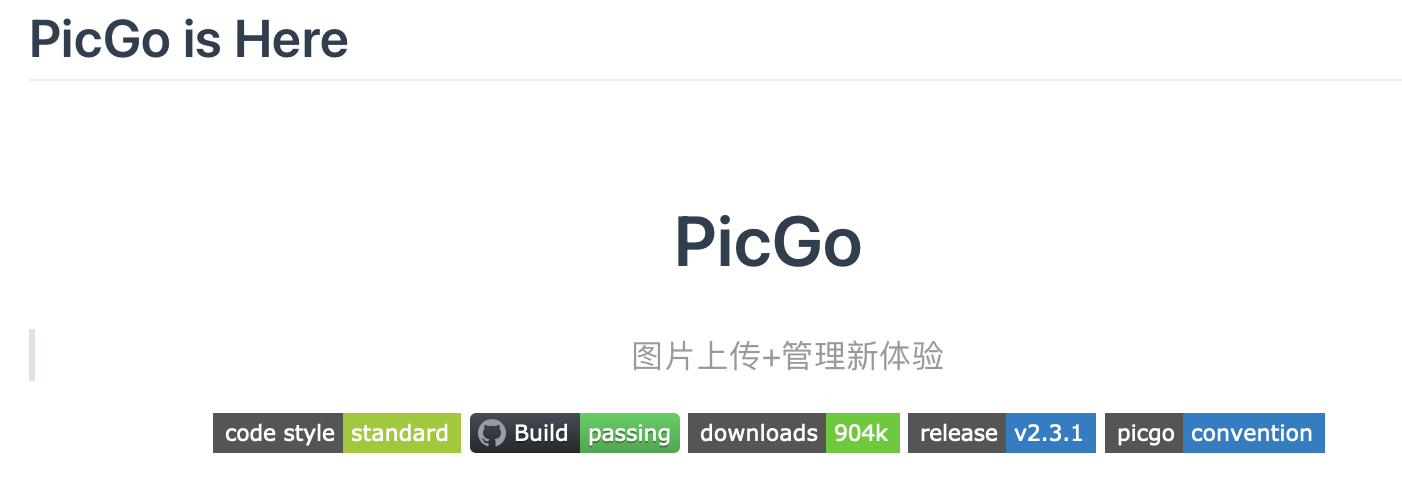 PicGo is Here
PicGo
图片上传+管理新体验
code style standard Build passing downloads 904k release v2.3.1 picgo convention